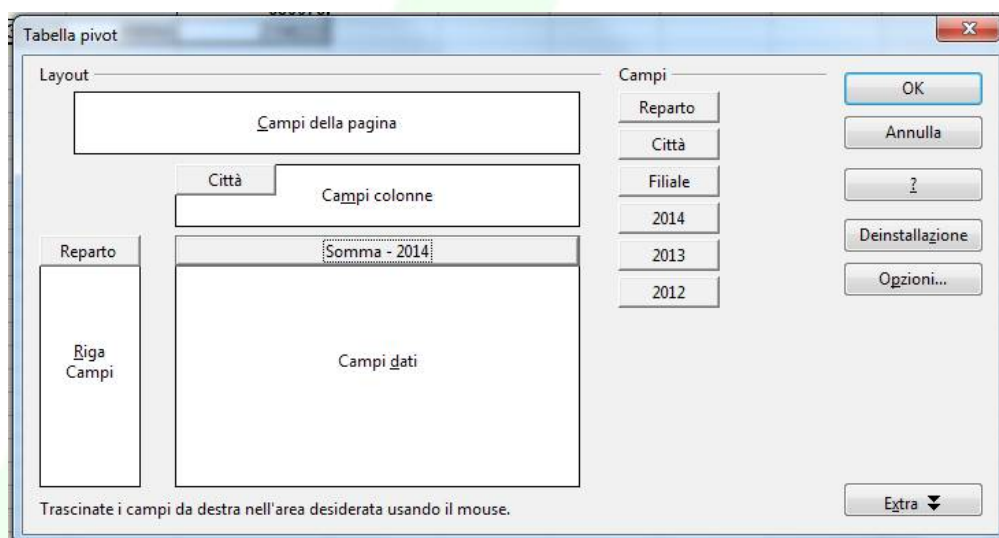 Tabella pivot
Layout
Campi della pagina
Città
Campi colonne
Reparto
Somma - 2014
Riga
Campi
Campi dati
Trascinate i campi da destra nell'area desiderata usando il mouse.
Campi
Reparto
Città
Filiale
2014
2013
2012
OK
Annulla
?
Deinstallazione
Opzioni...
Extra